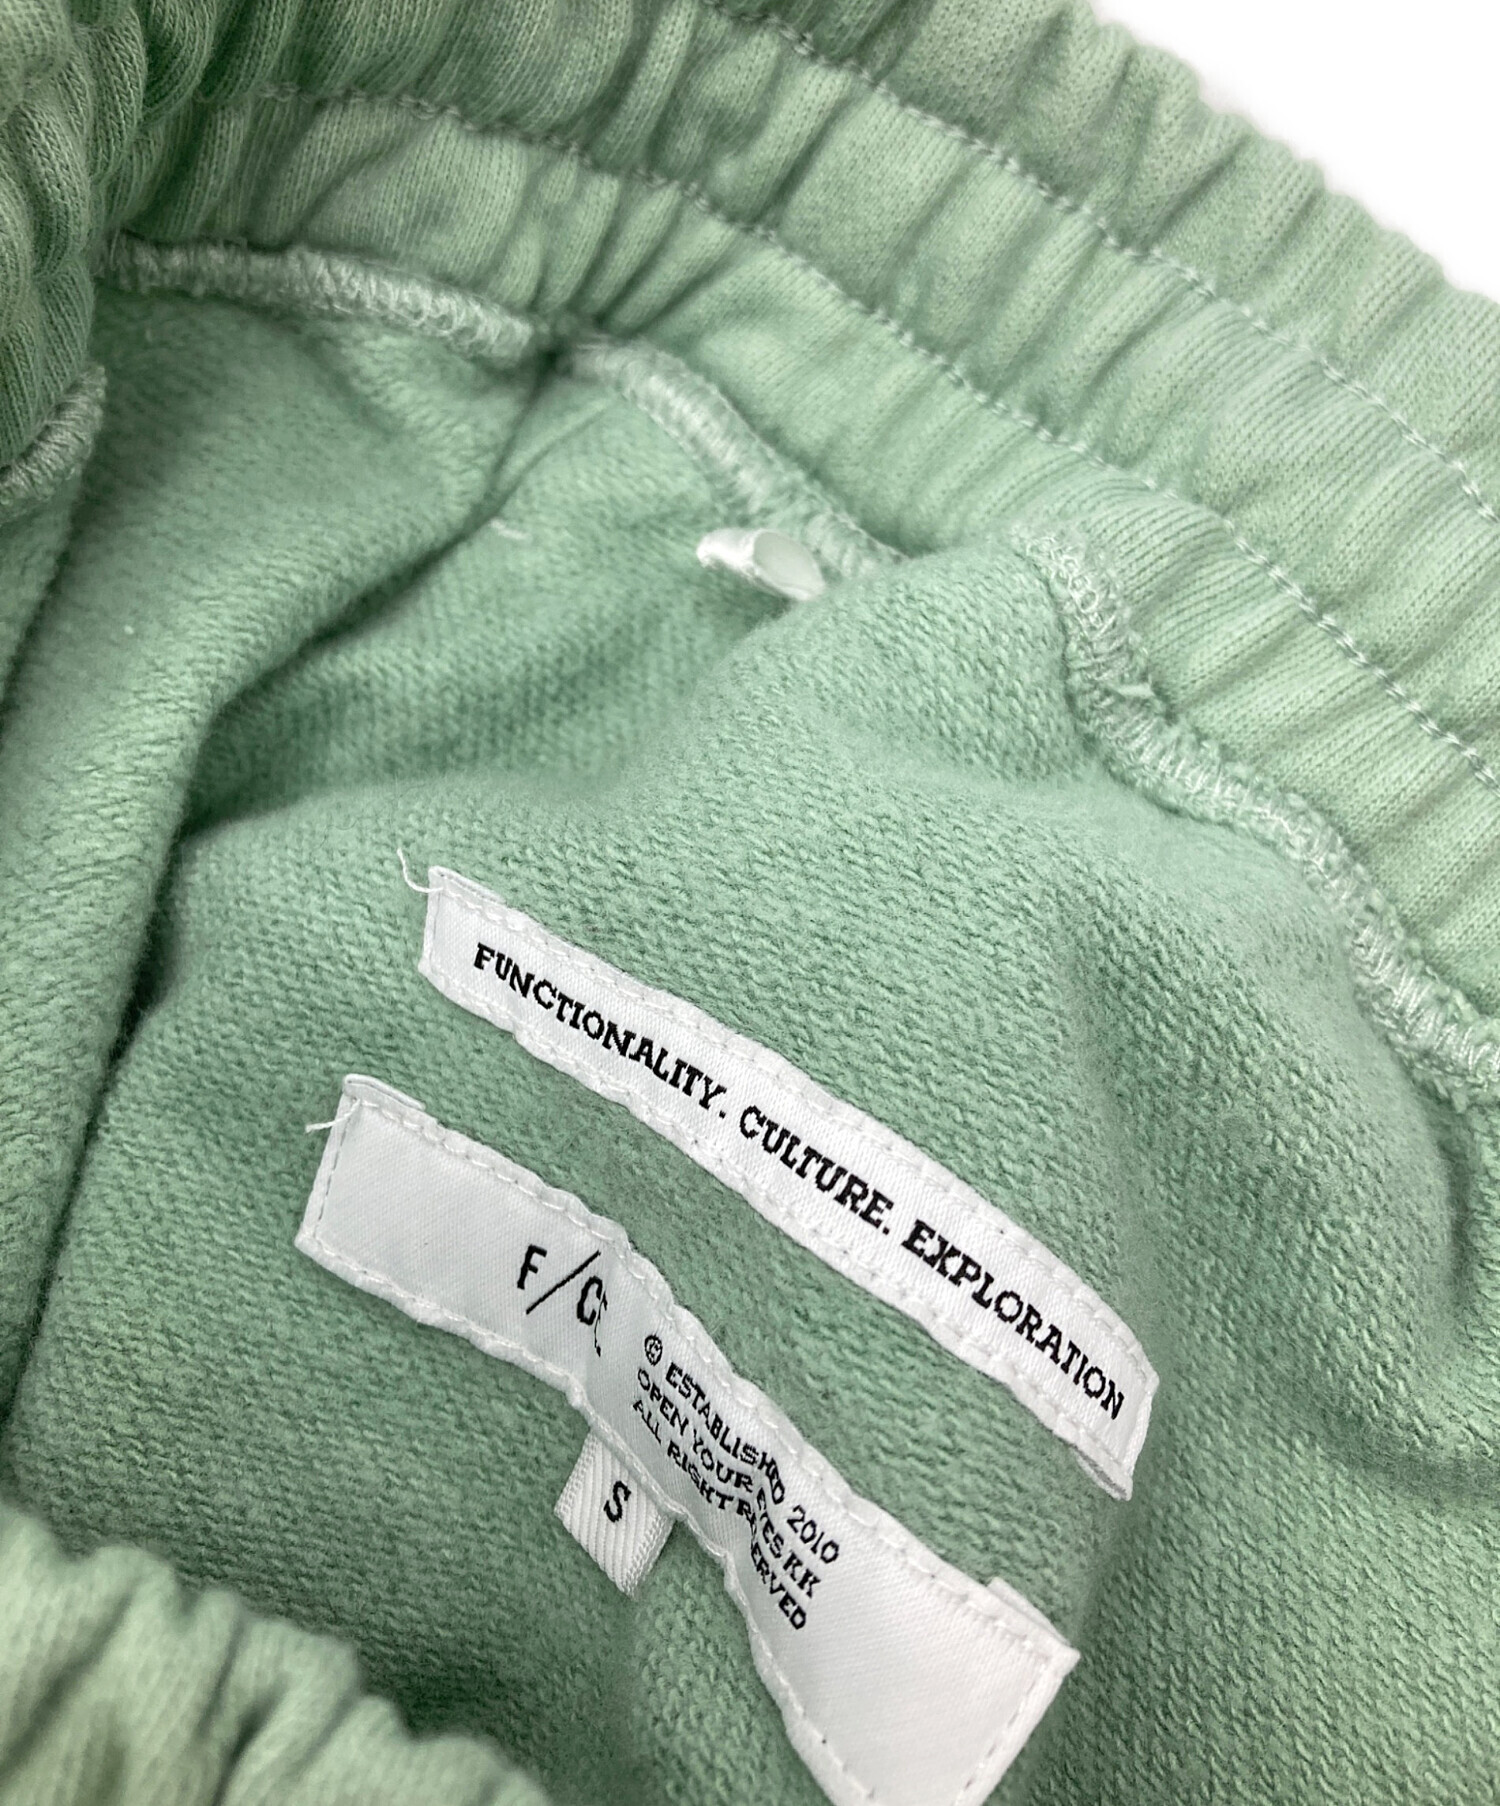 FUNCTIONALITY. CULTURE. EXPLORATION
F/CE.
© ESTABLISHED 2010
OPEN YOUR EYES KK
ALL RIGHT RESERVED
S